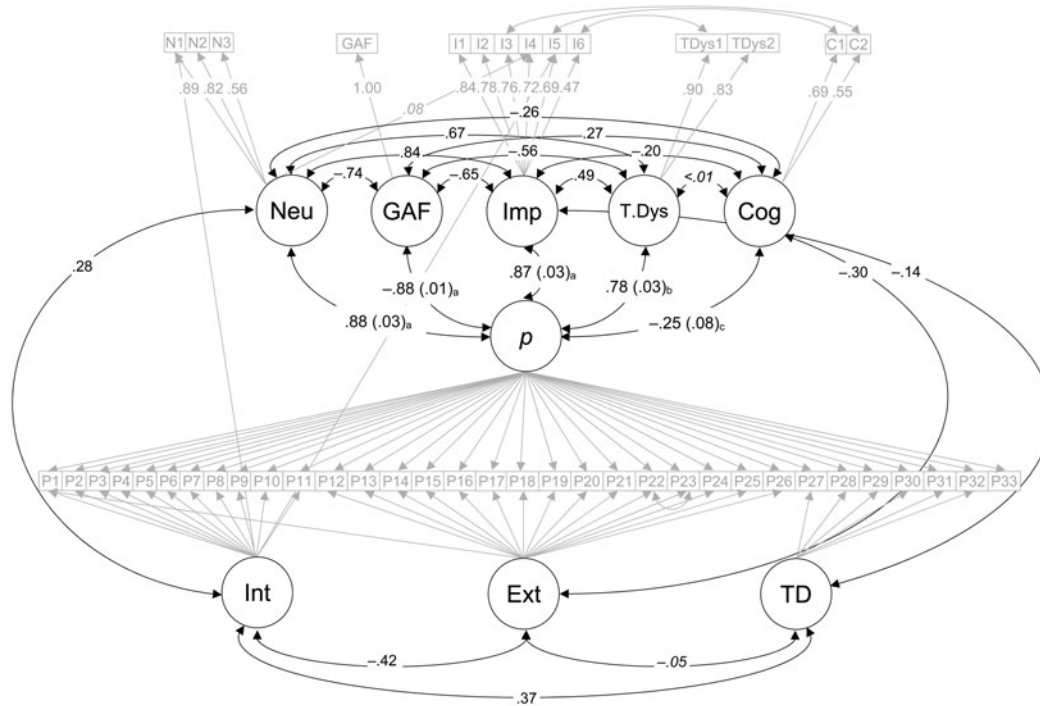 N1 N2 N3 GAF I1 I2 I3 I4 I5 I6 TDys1 TDys2 C1 C2
.89 .82 .56 1.00 .08 .84 .78 .76 .72 .69 .47 .90 .83 .69 .55
–.26
.67 .27
.84 –.56 –.20
–.74 –.65 .49 <.01
Neu GAF Imp T.Dys Cog
.28 –.30 –.14
.87 (.03)a
–.88 (.01)a .78 (.03)b
.88 (.03)a –.25 (.08)c
p
P1 P2 P3 P4 P5 P6 P7 P8 P9 P10 P11 P12 P13 P14 P15 P16 P17 P18 P19 P20 P21 P22 P23 P24 P25 P26 P27 P28 P29 P30 P31 P32 P33
Int Ext TD
–.42 –.05
.37